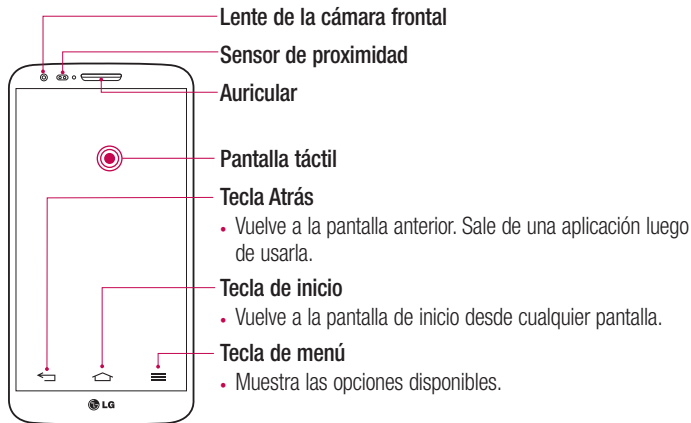 Lente de la cámara frontal
Sensor de proximidad
Auricular
Pantalla táctil
Tecla Atrás
• Vuelve a la pantalla anterior. Sale de una aplicación luego
de usarla.
Tecla de inicio
• Vuelve a la pantalla de inicio desde cualquier pantalla.
Tecla de menú
• Muestra las opciones disponibles.
LG